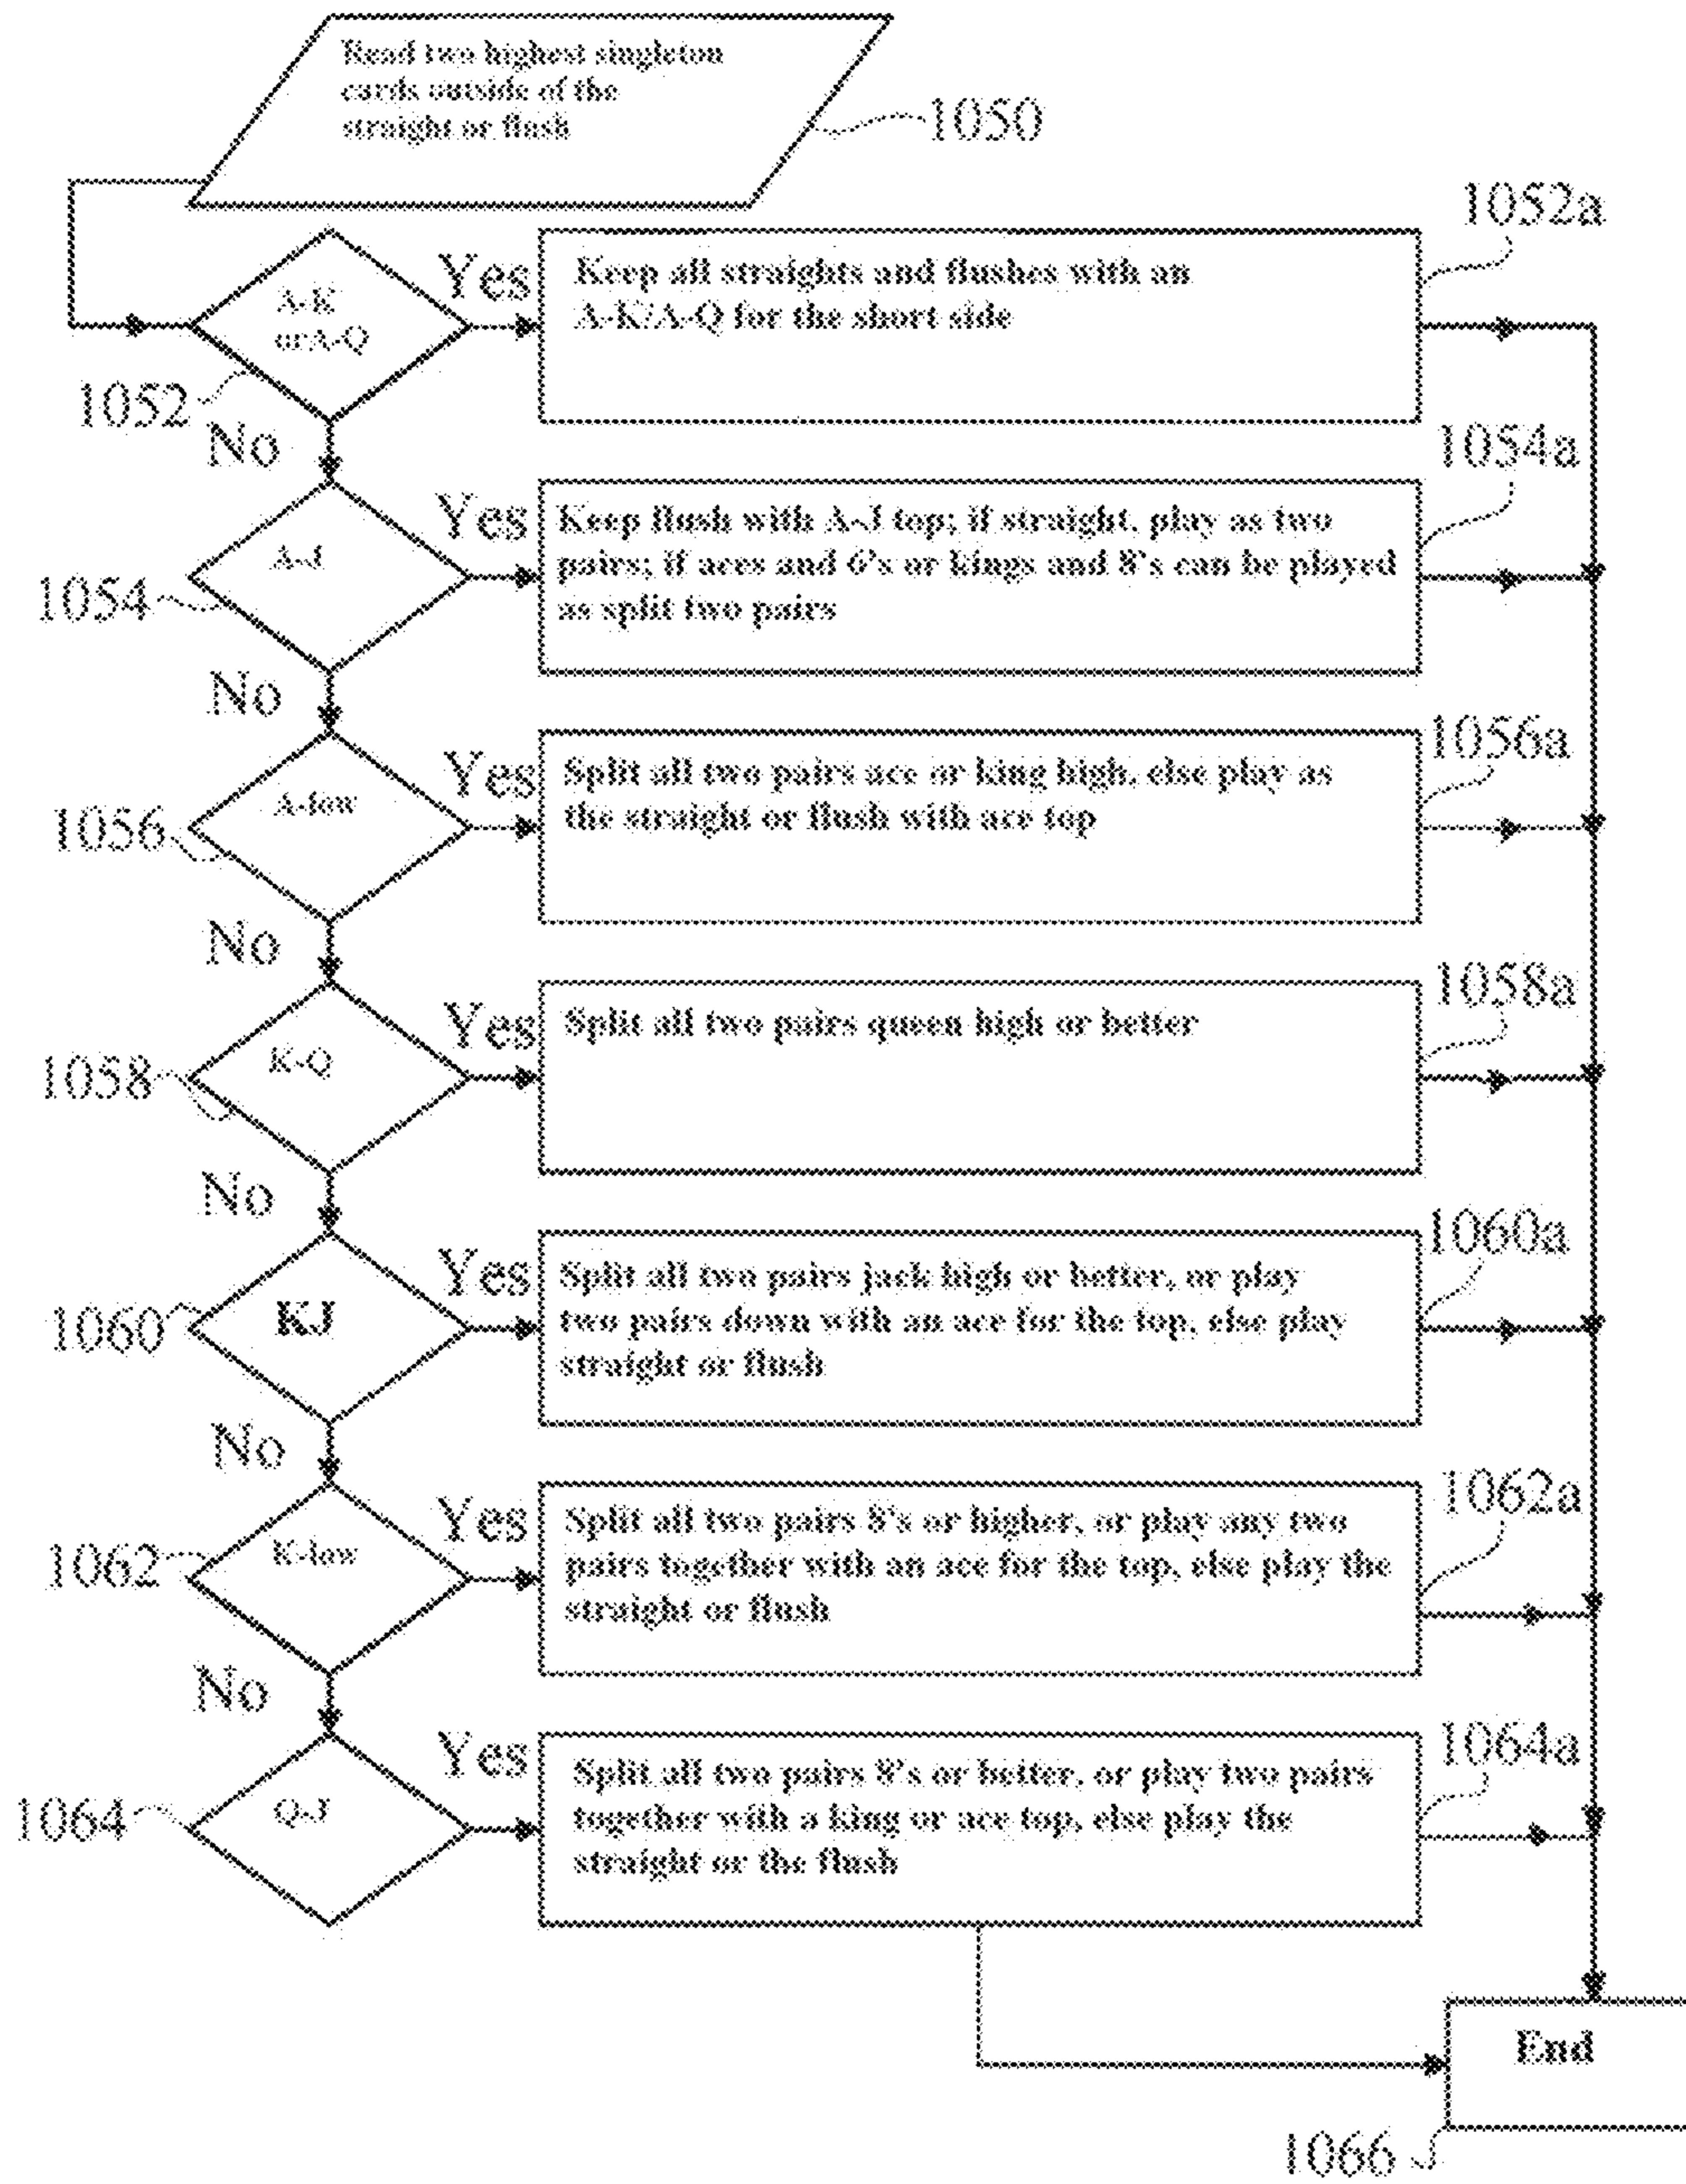 Read two highest singleton
cards outside of the
straight or flush
1050
1052a
A-K
or A-Q
Yes
Keep all straights and flushes with an
A-K/A-Q for the short side
1052
No
1054a
A-J
Yes
Keep flush with A-J top; if straight, play as two
pairs; if aces and 6's or kings and 8's can be played
as split two pairs
1054
No
1056a
A-low
Yes
Split all two pairs ace or king high, else play as
the straight or flush with ace top
1056
No
1058a
K-Q
Yes
Split all two pairs queen high or better
1058
No
1060a
KJ
Yes
Split all two pairs jack high or better, or play
two pairs down with an ace for the top, else play
straight or flush
1060
No
1062a
K-low
Yes
Split all two pairs 8's or higher, or play any two
pairs together with an ace for the top, else play the
straight or flush
1062
No
1064a
Q-J
Yes
Split all two pairs 8's or better, or play two pairs
together with a king or ace top, else play the
straight or the flush
1064
End
1066